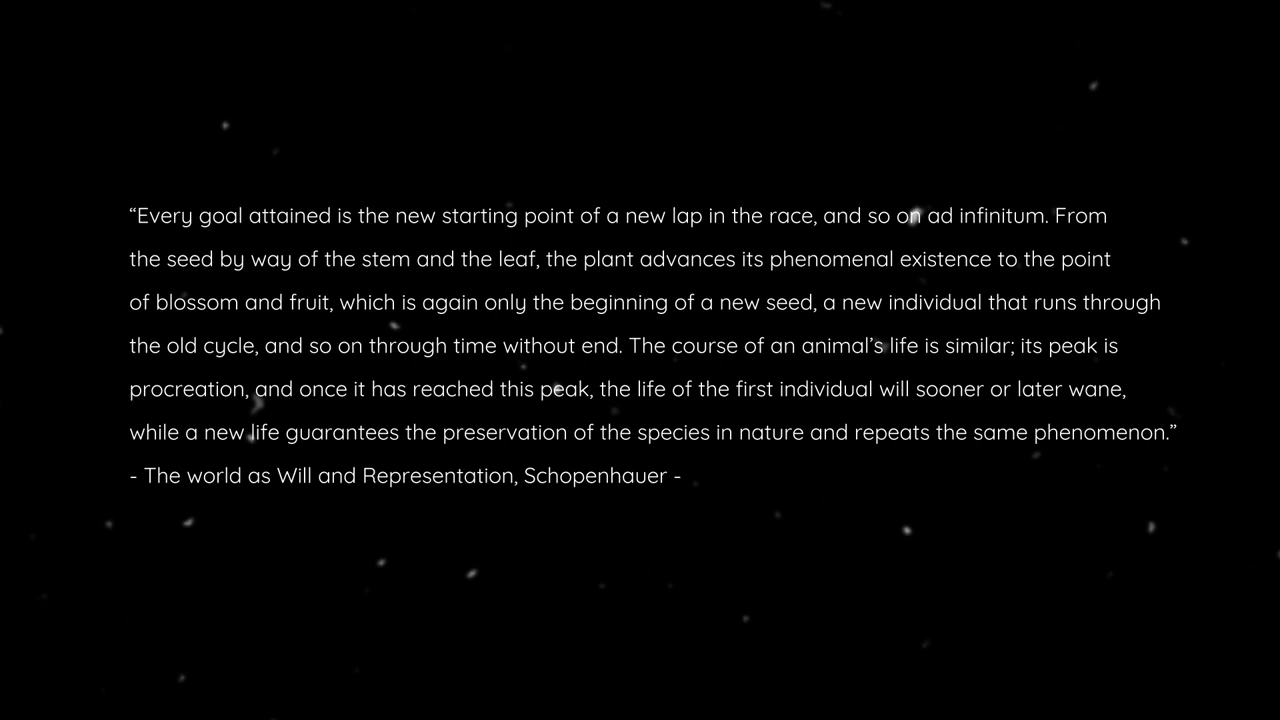 “Every goal attained is the new starting point of a new lap in the race, and so on ad infinitum. From
the seed by way of the stem and the leaf, the plant advances its phenomenal existence to the point
of blossom and fruit, which is again only the beginning of a new seed, a new individual that runs through
the old cycle, and so on through time without end. The course of an animal’s life is similar; its peak is
procreation, and once it has reached this peak, the life of the first individual will sooner or later wane,
while a new life guarantees the preservation of the species in nature and repeats the same phenomenon.”
- The world as Will and Representation, Schopenhauer -